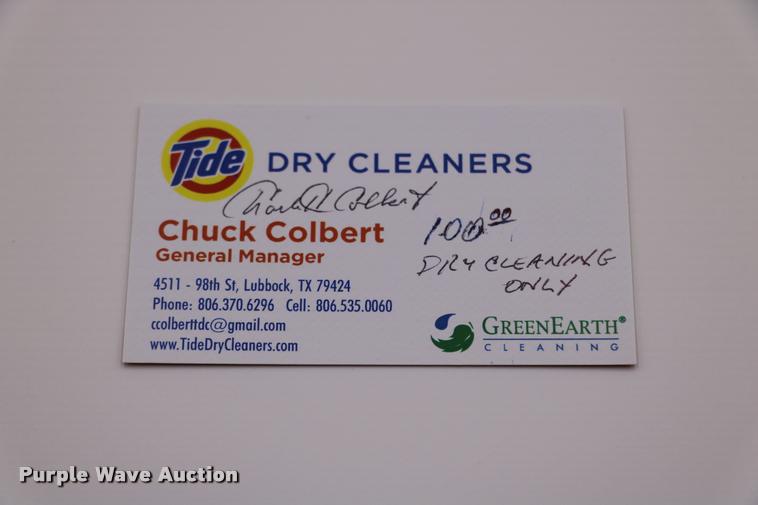 Tide DRY CLEANERS
Chuck Colbert
Chuck Colbert
General Manager
100.00
DRY CLEANING
ONLY
4511 - 98th St, Lubbock, TX 79424
Phone: 806.370.6296 Cell: 806.535.0060
ccolberttdc@gmail.com
www.TideDryCleaners.com
GREENEARTH®
CLEANING
Purple Wave Auction